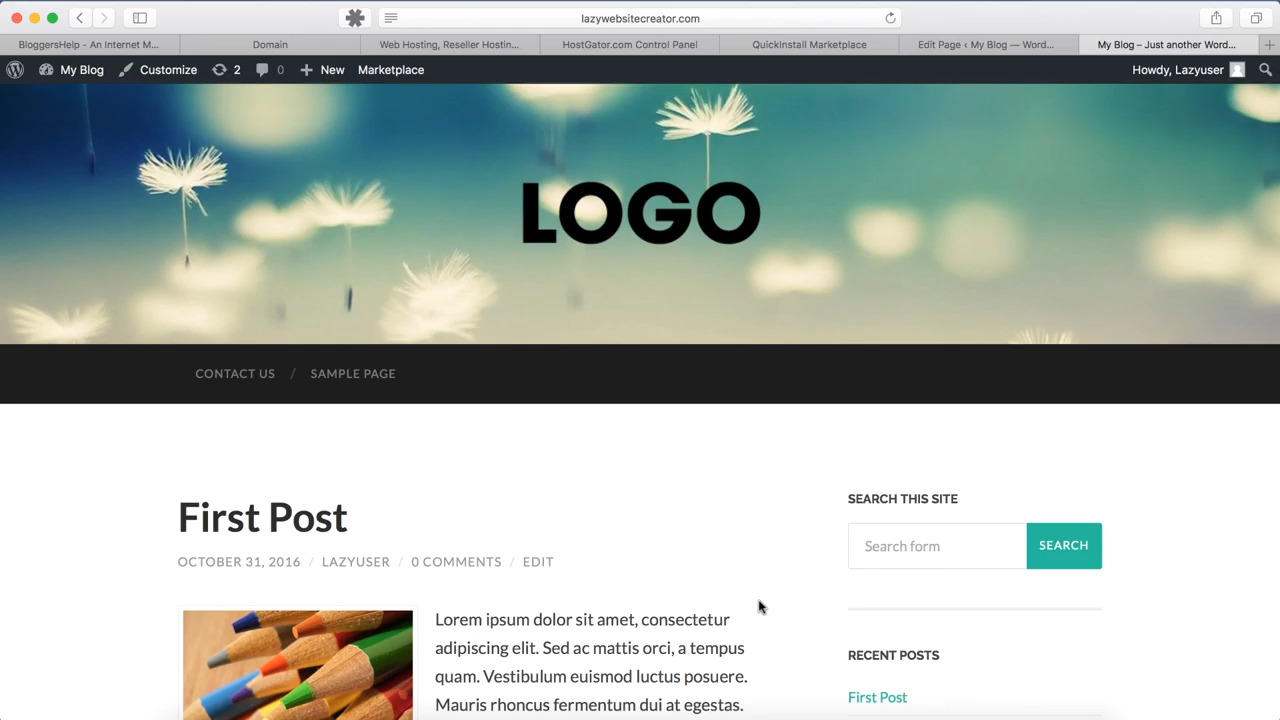 lazywebsitecreator.com
BloggersHelp - An Internet M...
Domain
Web Hosting, Reseller Hostin...
HostGator.com Control Panel
QuickInstall Marketplace
Edit Page ‹ My Blog — Word...
My Blog – Just another Word...
My Blog
Customize
2
0
New
Marketplace
Howdy, Lazyuser
LOGO
CONTACT US / SAMPLE PAGE
First Post
OCTOBER 31, 2016 / LAZYUSER / 0 COMMENTS / EDIT
Lorem ipsum dolor sit amet, consectetur
adipiscing elit. Sed ac mattis orci, a tempus
quam. Vestibulum euismod luctus posuere.
Mauris rhoncus fermentum dui at egestas.
SEARCH THIS SITE
Search form
SEARCH
RECENT POSTS
First Post